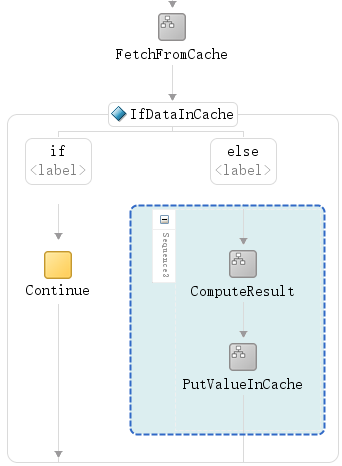 FetchFromCache
IfDataInCache
if
<label>
else
<label>
Sequence2
Continue
ComputeResult
PutValueInCache